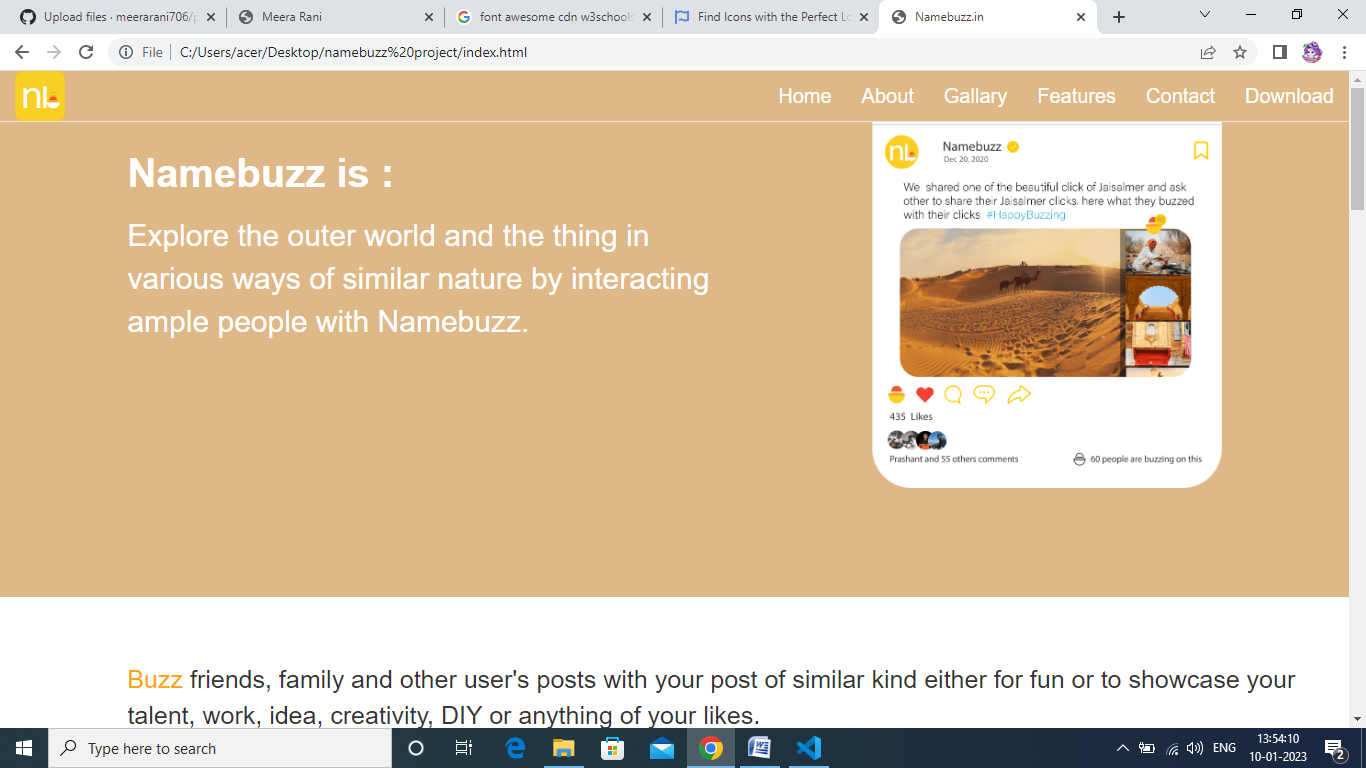 Upload files · meerarani706/p
Meera Rani
font awesome cdn w3schools
Find Icons with the Perfect Lo
Namebuzz.in
File
C:/Users/acer/Desktop/namebuzz%20project/index.html
nb
Home
About
Gallary
Features
Contact
Download
Namebuzz is :
Explore the outer world and the thing in
various ways of similar nature by interacting
ample people with Namebuzz.
nb
Namebuzz
Dec 20, 2020
We shared one of the beautiful click of Jaisalmer and ask
other to share their Jaisalmer clicks. here what they buzzed
with their clicks #HappyBuzzing
435 Likes
Prashant and 55 others comments
60 people are buzzing on this
Buzz friends, family and other user's posts with your post of similar kind either for fun or to showcase your
talent, work, idea, creativity, DIY or anything of your likes.
Type here to search
ENG
13:54:10
10-01-2023
2